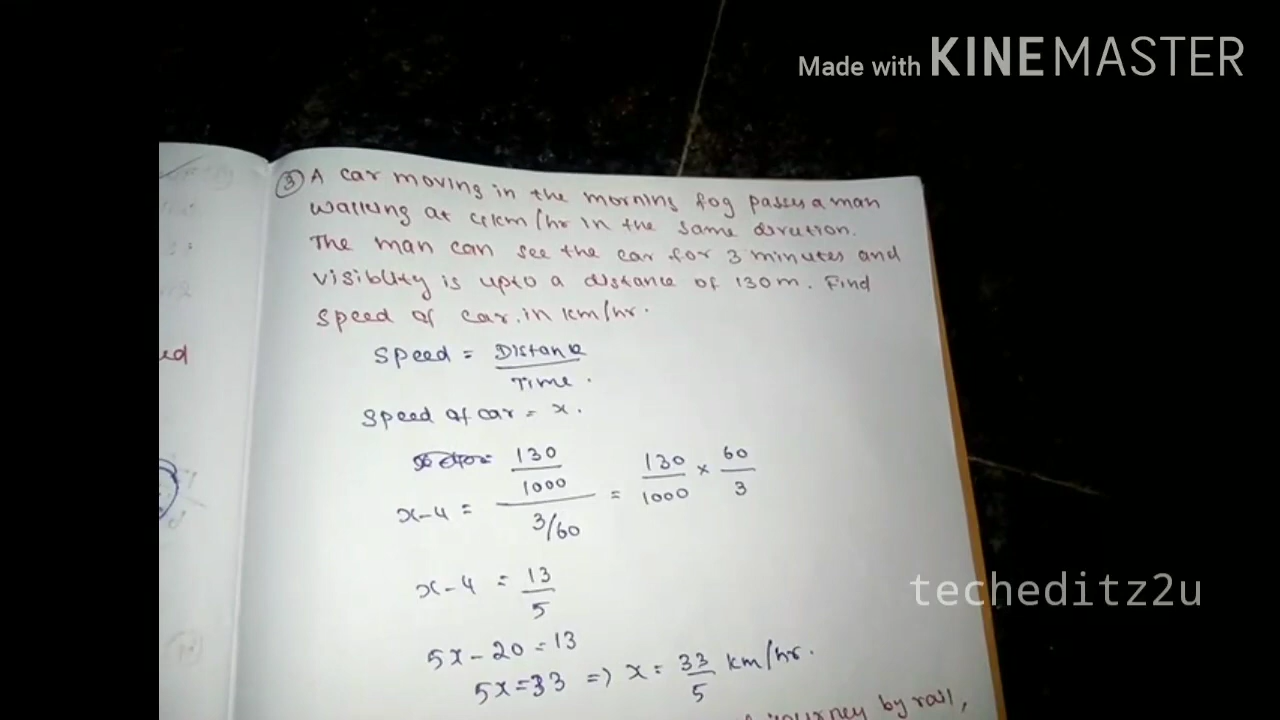 Made with KINEMASTER
③ A car moving in the morning fog passes a man
walking at 4km/hr in the same dirution.
The man can see the car for 3 minutes and
visiblity is upto a distance of 130m. Find
speed of car.in km/hr.
ed
Speed = Distance
Time.
Speed of car = x.
130
1000
x-4 = 3/60 = 130/1000 × 60/3
x-4 = 13/5
5x-20=13
5x=33 => x= 33/5 km/hr.
journey by rail,
techeditz2u